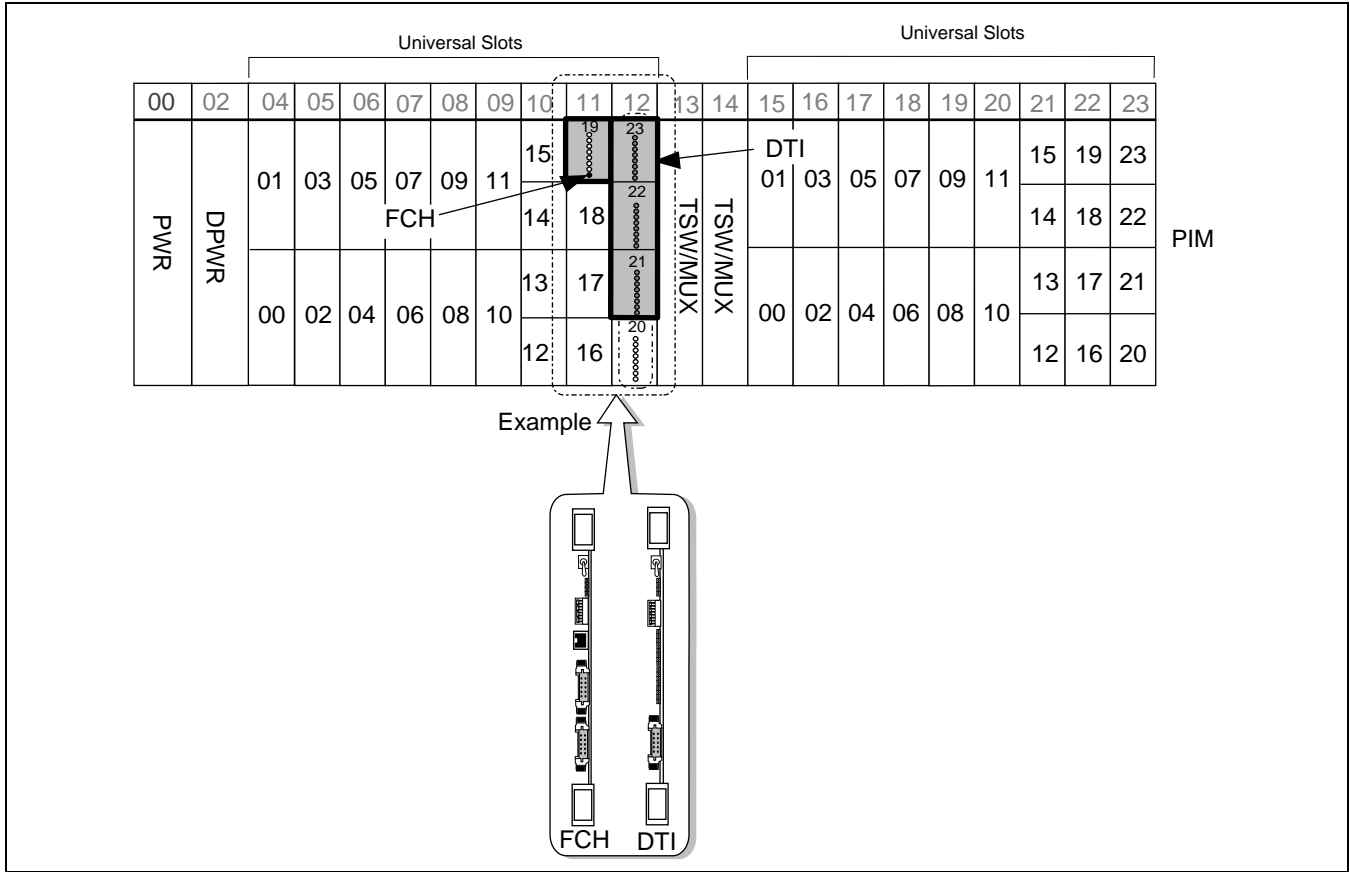 Universal Slots
Universal Slots
00 02 04 05 06 07 08 09 10 11 12 13 14 15 16 17 18 19 20 21 22 23
19 23
15 DTI 15 19 23
01 03 05 07 09 11 01 03 05 07 09 11
22
FCH 14 18 14 18 22
PWR DPWR TSW/MUX TSW/MUX PIM
21
13 17 13 17 21
00 02 04 06 08 10 00 02 04 06 08 10
20
12 16 12 16 20
Example
FCH DTI